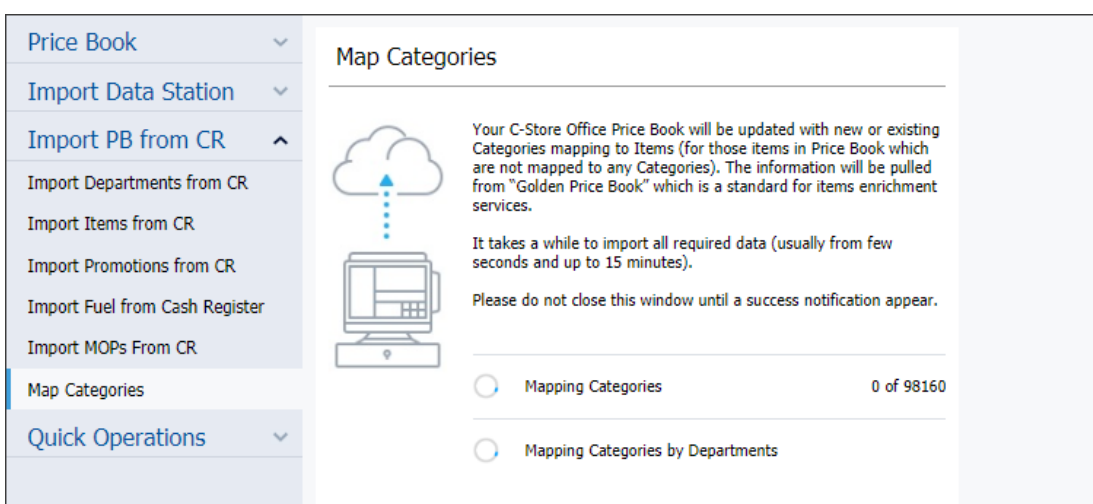 Price Book
Import Data Station
Import PB from CR
Import Departments from CR
Import Items from CR
Import Promotions from CR
Import Fuel from Cash Register
Import MOPs From CR
Map Categories
Quick Operations
Map Categories
Your C-Store Office Price Book will be updated with new or existing
Categories mapping to Items (for those items in Price Book which
are not mapped to any Categories). The information will be pulled
from “Golden Price Book” which is a standard for items enrichment
services.
It takes a while to import all required data (usually from few
seconds and up to 15 minutes).
Please do not close this window until a success notification appear.
Mapping Categories 0 of 98160
Mapping Categories by Departments